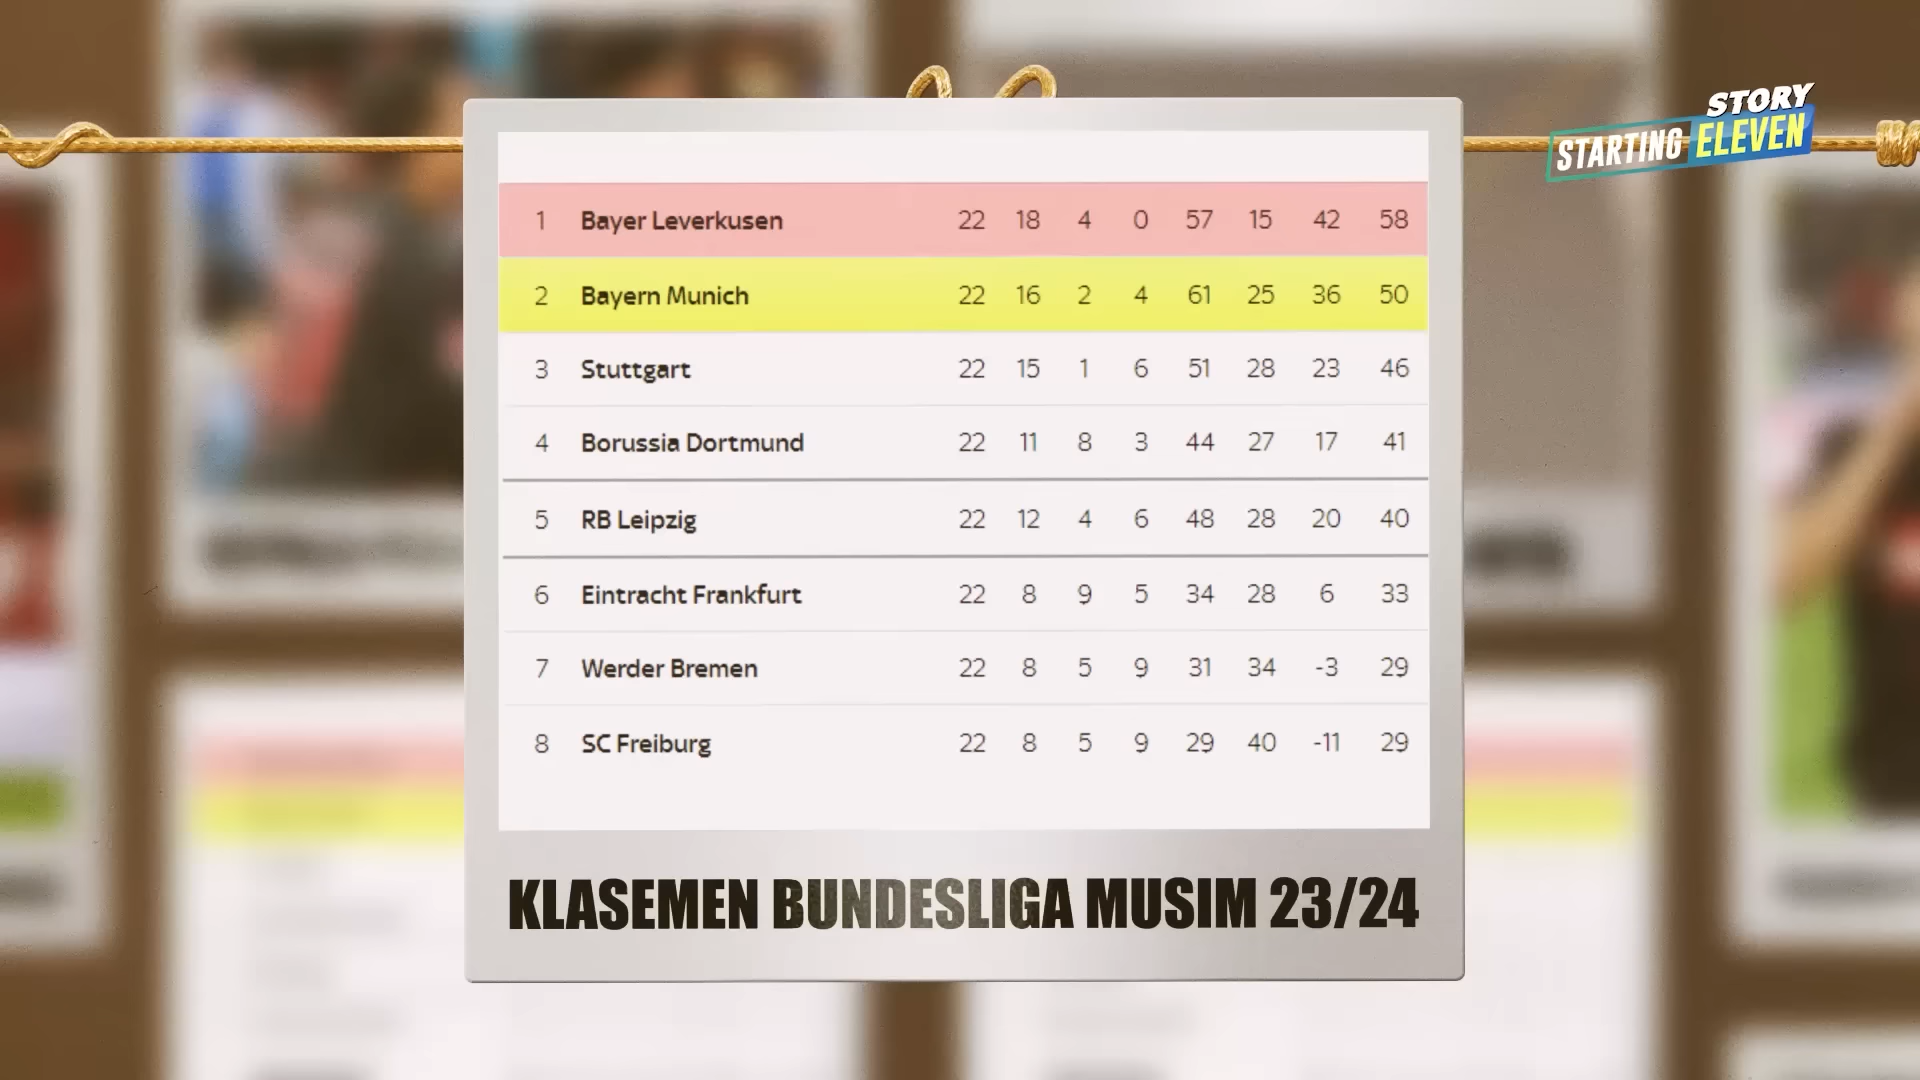 STORY
STARTING ELEVEN
1 Bayer Leverkusen 22 18 4 0 57 15 42 58
2 Bayern Munich 22 16 2 4 61 25 36 50
3 Stuttgart 22 15 1 6 51 28 23 46
4 Borussia Dortmund 22 11 8 3 44 27 17 41
5 RB Leipzig 22 12 4 6 48 28 20 40
6 Eintracht Frankfurt 22 8 9 5 34 28 6 33
7 Werder Bremen 22 8 5 9 31 34 -3 29
8 SC Freiburg 22 8 5 9 29 40 -11 29
KLASEMEN BUNDESLIGA MUSIM 23/24